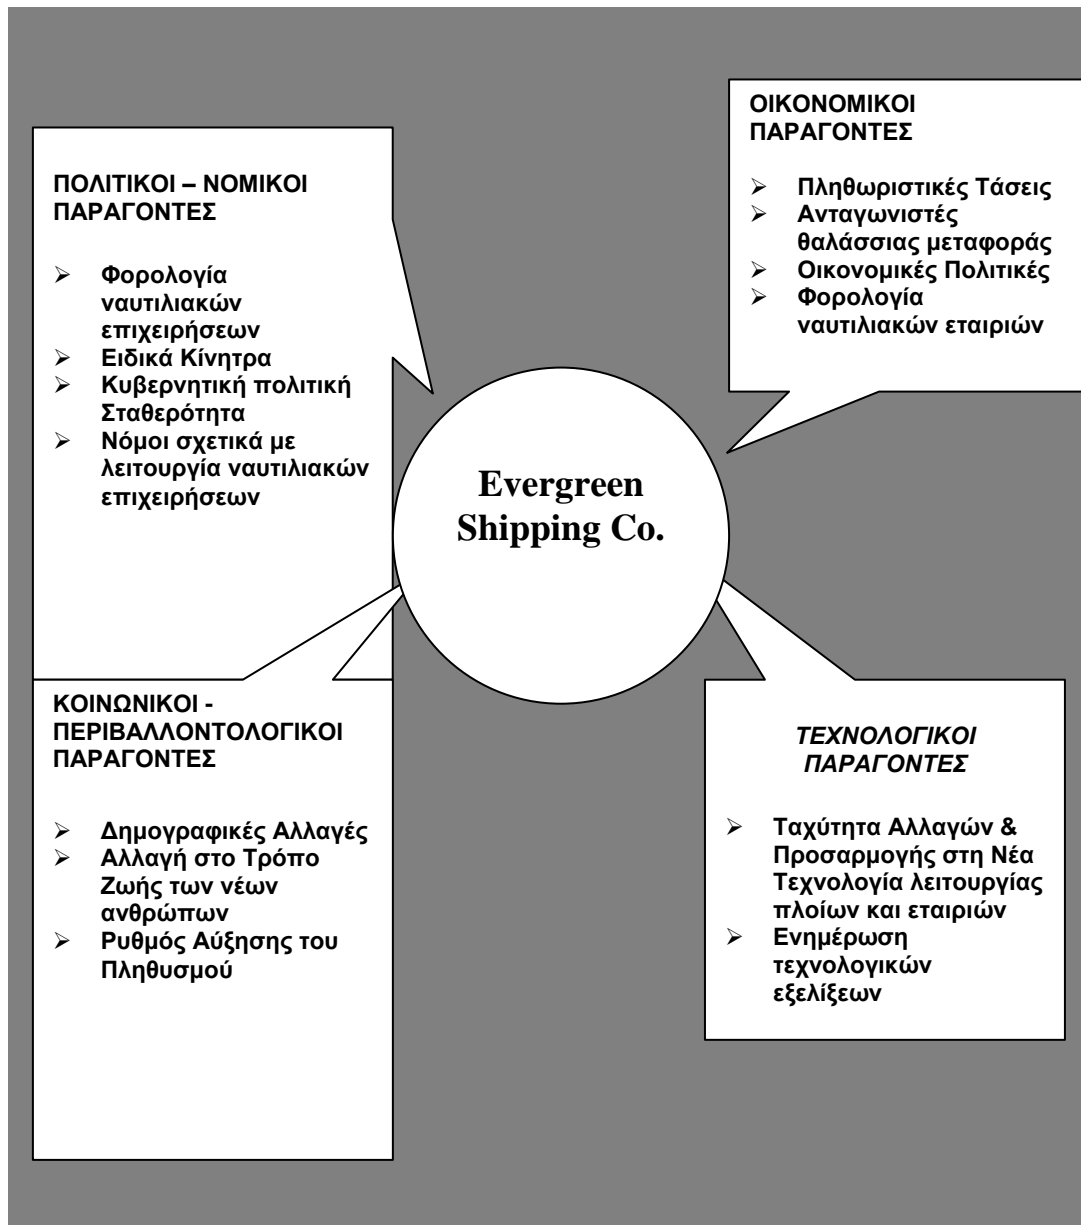 ΠΟΛΙΤΙΚΟΙ – ΝΟΜΙΚΟΙ
ΠΑΡΑΓΟΝΤΕΣ
➢ Φορολογία
ναυτιλιακών
επιχειρήσεων
➢ Ειδικά Κίνητρα
➢ Κυβερνητική πολιτική
Σταθερότητα
➢ Νόμοι σχετικά με
λειτουργία ναυτιλιακών
επιχειρήσεων
ΟΙΚΟΝΟΜΙΚΟΙ
ΠΑΡΑΓΟΝΤΕΣ
➢ Πληθωριστικές Τάσεις
➢ Ανταγωνιστές
θαλάσσιας μεταφοράς
➢ Οικονομικές Πολιτικές
➢ Φορολογία
ναυτιλιακών εταιριών
Evergreen
Shipping Co.
ΚΟΙΝΩΝΙΚΟΙ -
ΠΕΡΙΒΑΛΛΟΝΤΟΛΟΓΙΚΟΙ
ΠΑΡΑΓΟΝΤΕΣ
➢ Δημογραφικές Αλλαγές
➢ Αλλαγή στο Τρόπο
Ζωής των νέων
ανθρώπων
➢ Ρυθμός Αύξησης του
Πληθυσμού
ΤΕΧΝΟΛΟΓΙΚΟΙ
ΠΑΡΑΓΟΝΤΕΣ
➢ Ταχύτητα Αλλαγών &
Προσαρμογής στη Νέα
Τεχνολογία λειτουργίας
πλοίων και εταιριών
➢ Ενημέρωση
τεχνολογικών
εξελίξεων